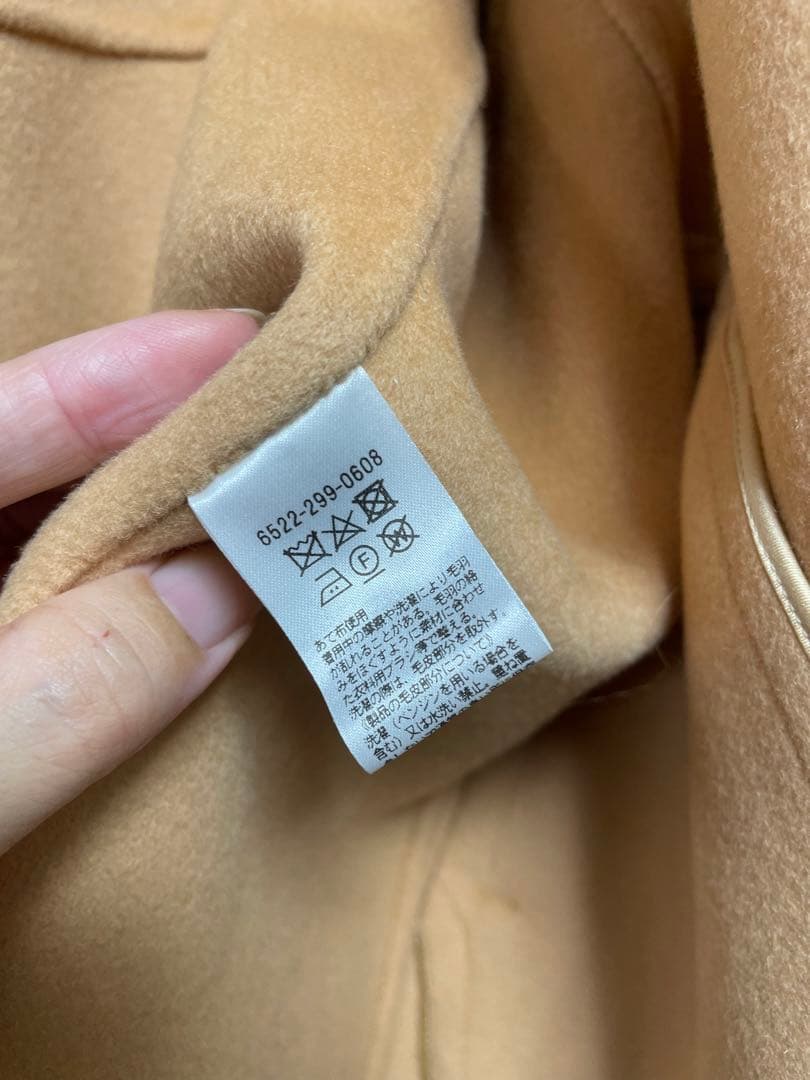 6522-299-0608
F W
あて布使用
着用中の摩擦や洗濯により毛羽
が乱れることがある。毛羽の絡
みをほぐすように素材に合わせ
た衣料用ブラシで整える。
洗濯の際は、毛皮部分を取外す。
(製品の毛皮部分について)
洗濯(ベンジンを用いる場合を
含む)又は水洗い禁止。重ね置